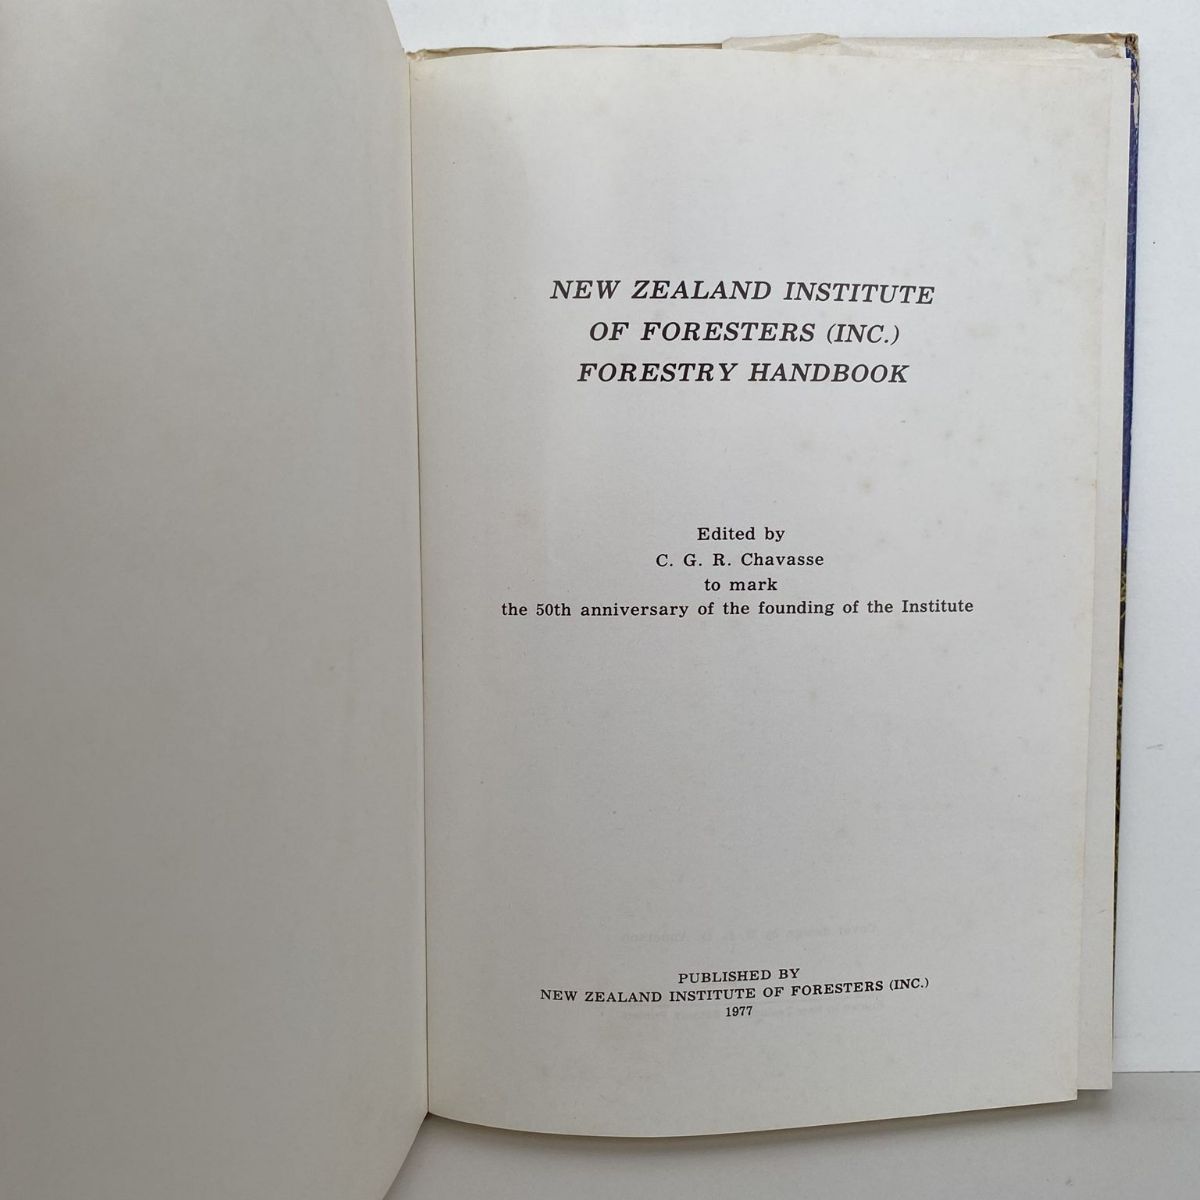 NEW ZEALAND INSTITUTE
OF FORESTERS (INC.)
FORESTRY HANDBOOK
Edited by
C. G. R. Chavasse
to mark
the 50th anniversary of the founding of the Institute
PUBLISHED BY
NEW ZEALAND INSTITUTE OF FORESTERS (INC.)
1977